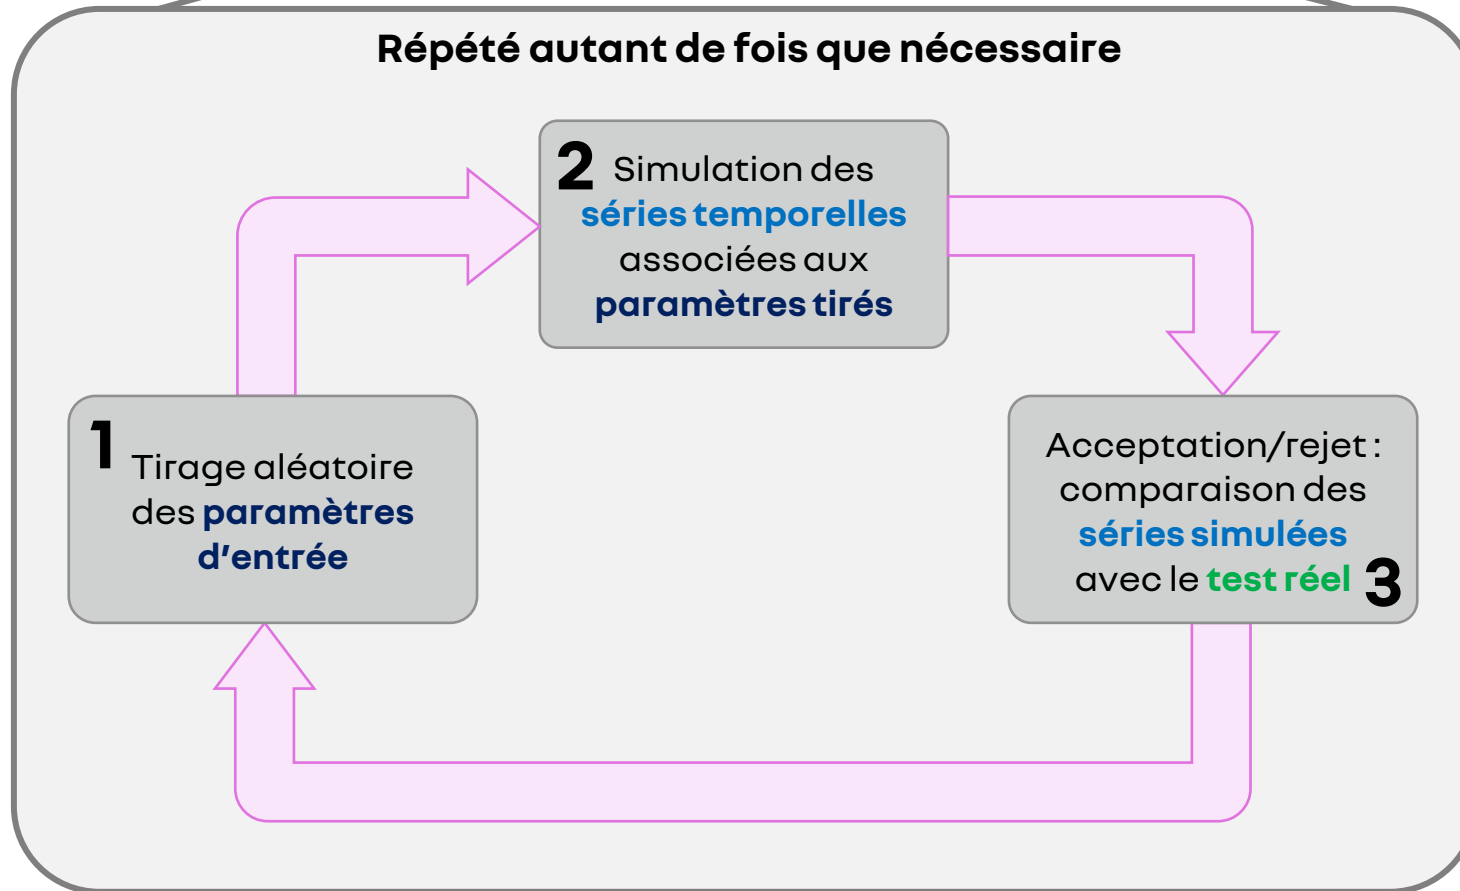 Répété autant de fois que nécessaire
2 Simulation des
séries temporelles
associées aux
paramètres tirés
1 Tirage aléatoire
des paramètres
d'entrée
Acceptation/rejet :
comparaison des
séries simulées
avec le test réel 3